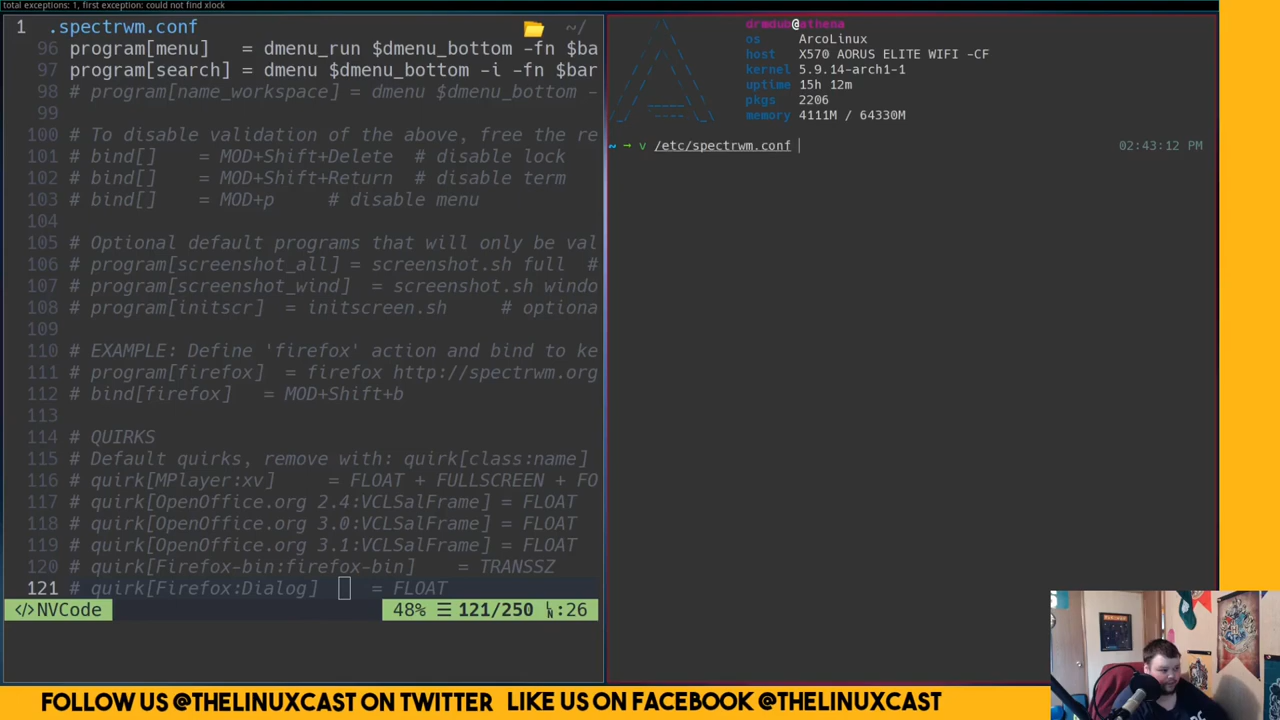 total exceptions: 1, first exception: could not find xlock
1 .spectrwm.conf ~/
96 program[menu] = dmenu_run $dmenu_bottom -fn $ba
97 program[search] = dmenu $dmenu_bottom -i -fn $bar
98 # program[name_workspace] = dmenu $dmenu_bottom -
99
100 # To disable validation of the above, free the re
101 # bind[] = MOD+Shift+Delete # disable lock
102 # bind[] = MOD+Shift+Return # disable term
103 # bind[] = MOD+p # disable menu
104
105 # Optional default programs that will only be val
106 # program[screenshot_all] = screenshot.sh full #
107 # program[screenshot_wind] = screenshot.sh windo
108 # program[initscr] = initscreen.sh # optiona
109
110 # EXAMPLE: Define 'firefox' action and bind to ke
111 # program[firefox] = firefox http://spectrwm.org
112 # bind[firefox] = MOD+Shift+b
113
114 # QUIRKS
115 # Default quirks, remove with: quirk[class:name]
116 # quirk[MPlayer:xv] = FLOAT + FULLSCREEN + FO
117 # quirk[OpenOffice.org 2.4:VCLSalFrame] = FLOAT
118 # quirk[OpenOffice.org 3.0:VCLSalFrame] = FLOAT
119 # quirk[OpenOffice.org 3.1:VCLSalFrame] = FLOAT
120 # quirk[Firefox-bin:firefox-bin] = TRANSSZ
121 # quirk[Firefox:Dialog] = FLOAT
</>NVCode 48% ☰ 121/250 LN:26
drmdub@athena
os ArcoLinux
host X570 AORUS ELITE WIFI -CF
kernel 5.9.14-arch1-1
uptime 15h 12m
pkgs 2206
memory 4111M / 64330M
~ → v /etc/spectrwm.conf 02:43:12 PM
FOLLOW US @THELINUXCAST ON TWITTER LIKE US ON FACEBOOK @THELINUXCAST